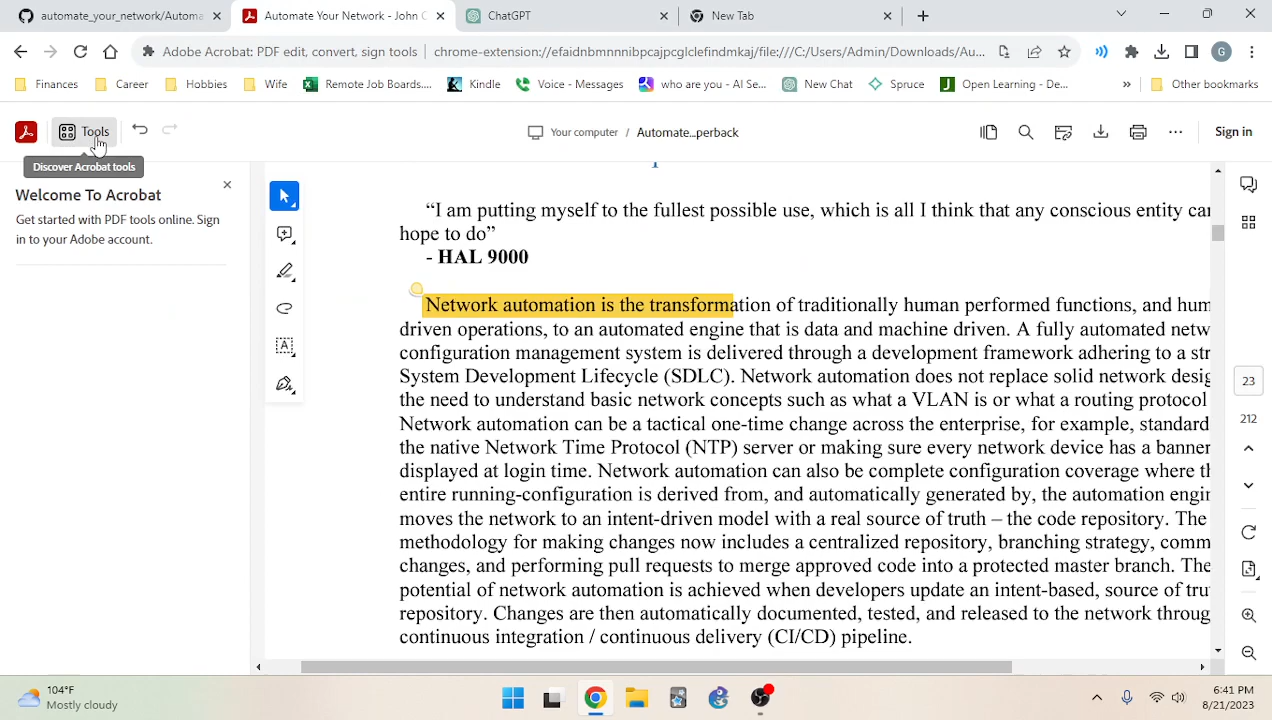 automate_your_network/Automa
Automate Your Network - John C
ChatGPT
New Tab
Adobe Acrobat: PDF edit, convert, sign tools
chrome-extension://efaidnbmnnnibpcajpcglclefindmkaj/file:///C:/Users/Admin/Downloads/Au...
G
Finances
Career
Hobbies
Wife
Remote Job Boards....
Kindle
Voice - Messages
who are you - AI Se...
New Chat
Spruce
Open Learning - De...
»
Other bookmarks
Tools
Your computer / Automate...perback
Sign in
Discover Acrobat tools
Welcome To Acrobat
Get started with PDF tools online. Sign
in to your Adobe account.
“I am putting myself to the fullest possible use, which is all I think that any conscious entity can
hope to do”
- HAL 9000
Network automation is the transformation of traditionally human performed functions, and hum
driven operations, to an automated engine that is data and machine driven. A fully automated netw
configuration management system is delivered through a development framework adhering to a str
System Development Lifecycle (SDLC). Network automation does not replace solid network desig
the need to understand basic network concepts such as what a VLAN is or what a routing protocol
Network automation can be a tactical one-time change across the enterprise, for example, standard
the native Network Time Protocol (NTP) server or making sure every network device has a banner
displayed at login time. Network automation can also be complete configuration coverage where th
entire running-configuration is derived from, and automatically generated by, the automation engin
moves the network to an intent-driven model with a real source of truth – the code repository. The
methodology for making changes now includes a centralized repository, branching strategy, comm
changes, and performing pull requests to merge approved code into a protected master branch. The
potential of network automation is achieved when developers update an intent-based, source of tru
repository. Changes are then automatically documented, tested, and released to the network throug
continuous integration / continuous delivery (CI/CD) pipeline.
23
212
104°F
Mostly cloudy
6:41 PM
8/21/2023